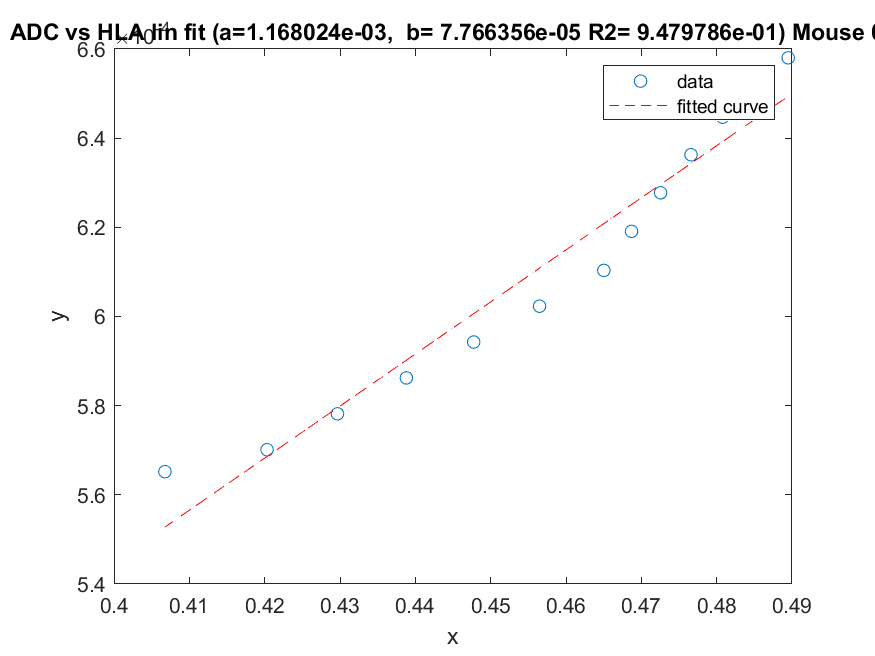 ADC vs HLA lin fit (a=1.168024e-03, b= 7.766356e-05 R2= 9.479786e-01) Mouse
×10-4
6.6
6.4
6.2
6
5.8
5.6
5.4
y
data
fitted curve
0.4 0.41 0.42 0.43 0.44 0.45 0.46 0.47 0.48 0.49
x